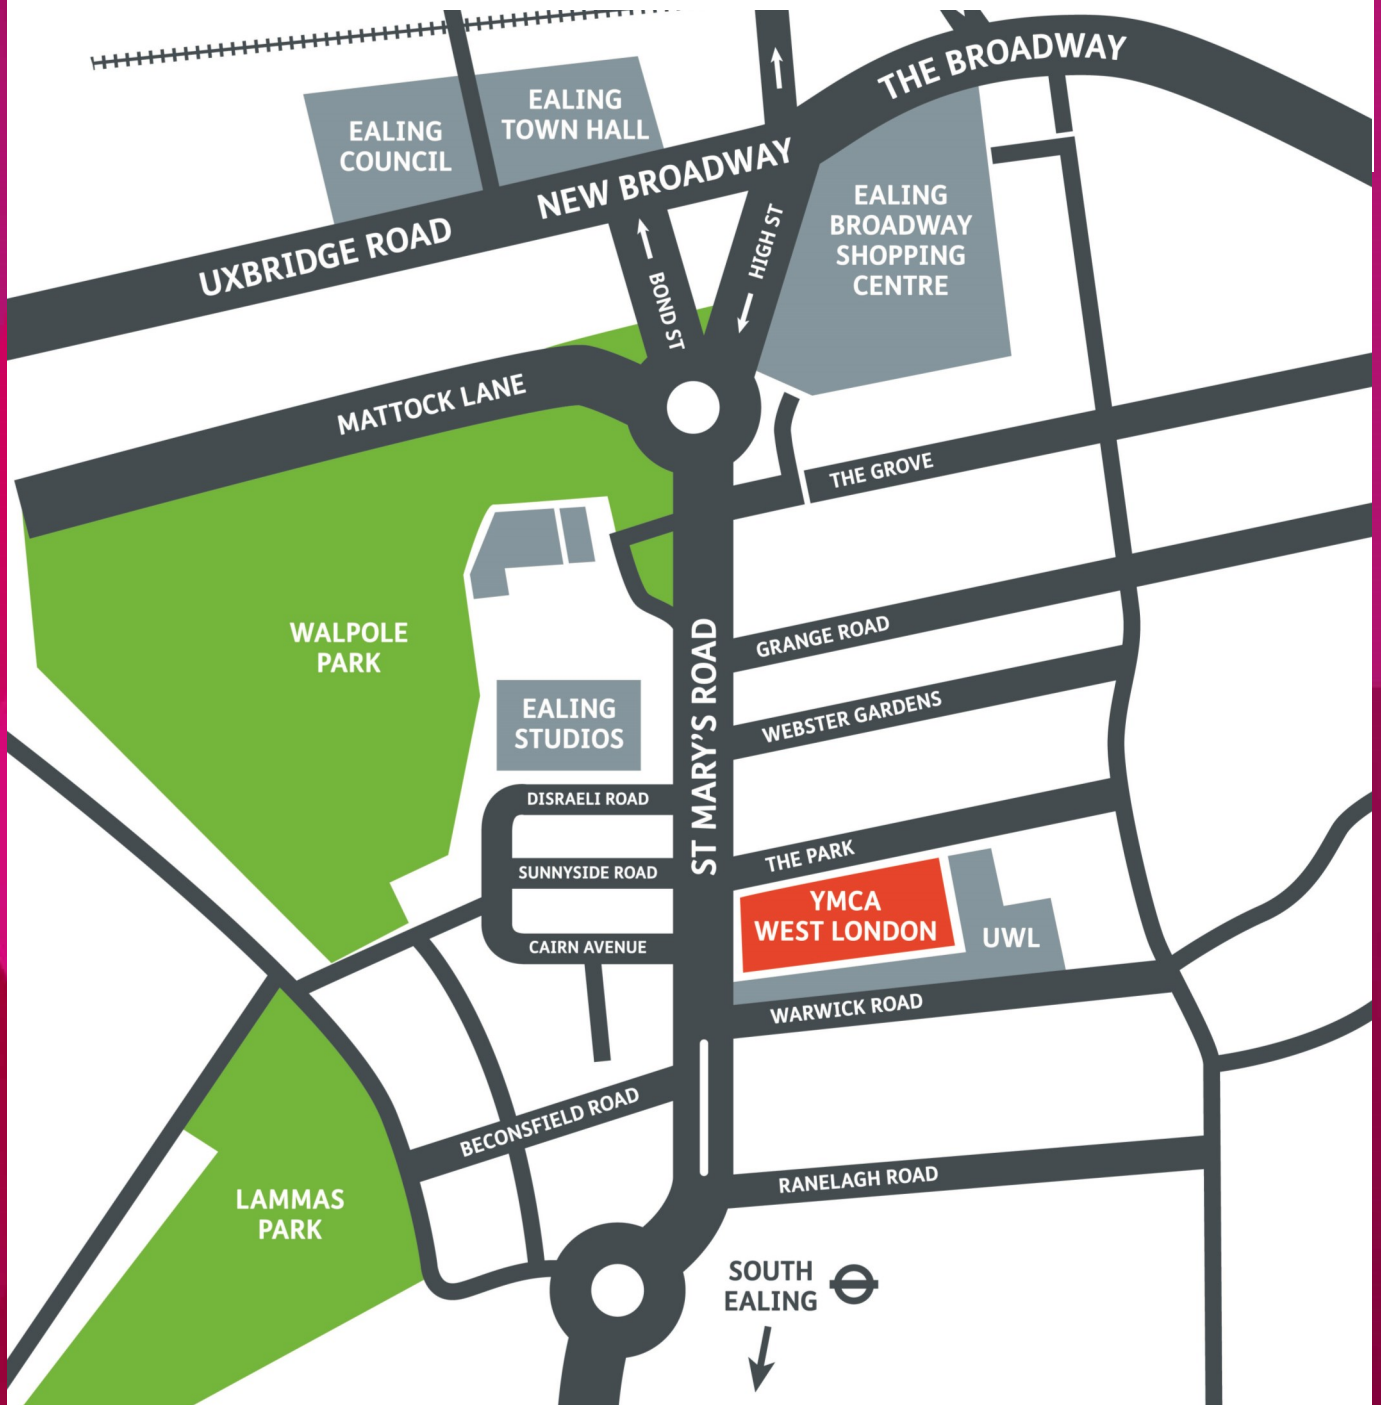 THE BROADWAY
EALING
TOWN HALL
EALING
COUNCIL
NEW BROADWAY
UXBRIDGE ROAD
EALING
BROADWAY
SHOPPING
CENTRE
HIGH ST
BOND ST
MATTOCK LANE
THE GROVE
WALPOLE
PARK
GRANGE ROAD
WEBSTER GARDENS
EALING
STUDIOS
ST MARY'S ROAD
DISRAELI ROAD
THE PARK
SUNNYSIDE ROAD
YMCA
WEST LONDON
UWL
CAIRN AVENUE
WARWICK ROAD
BECONSFIELD ROAD
RANELAGH ROAD
LAMMAS
PARK
SOUTH
EALING